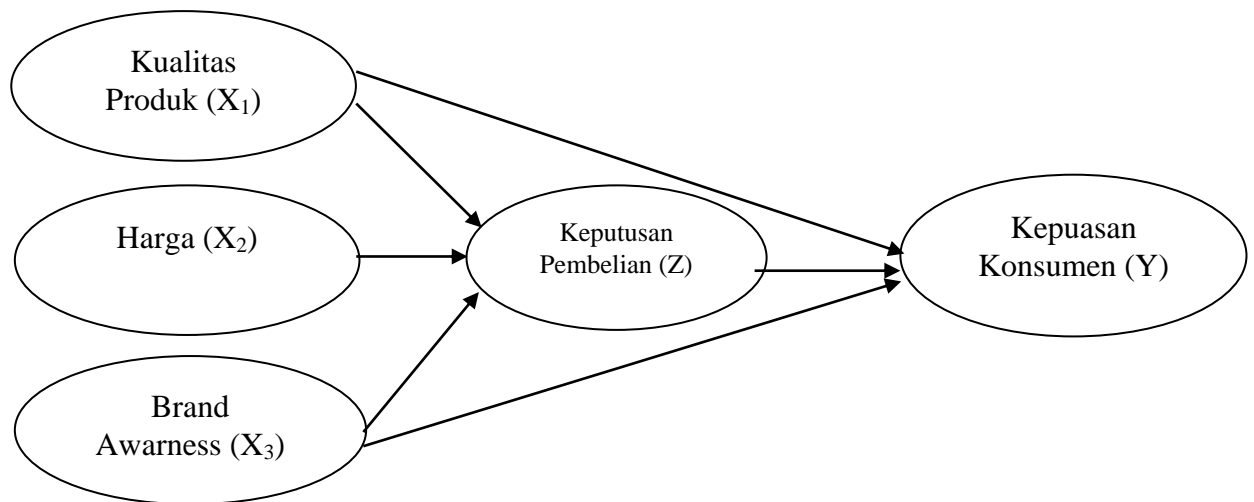 Kualitas
Produk (X₁)
Harga (X₂)
Keputusan
Pembelian (Z)
Kepuasan
Konsumen (Y)
Brand
Awarness (X₃)